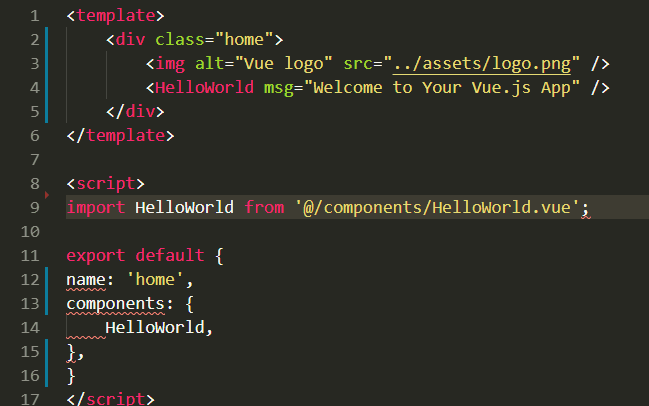 1 <template>
2     <div class="home">
3         <img alt="Vue logo" src="../assets/logo.png" />
4         <HelloWorld msg="Welcome to Your Vue.js App" />
5     </div>
6 </template>
7
8 <script>
9 import HelloWorld from '@/components/HelloWorld.vue';
10
11 export default {
12 name: 'home',
13 components: {
14     HelloWorld,
15 },
16 }
17 </script>